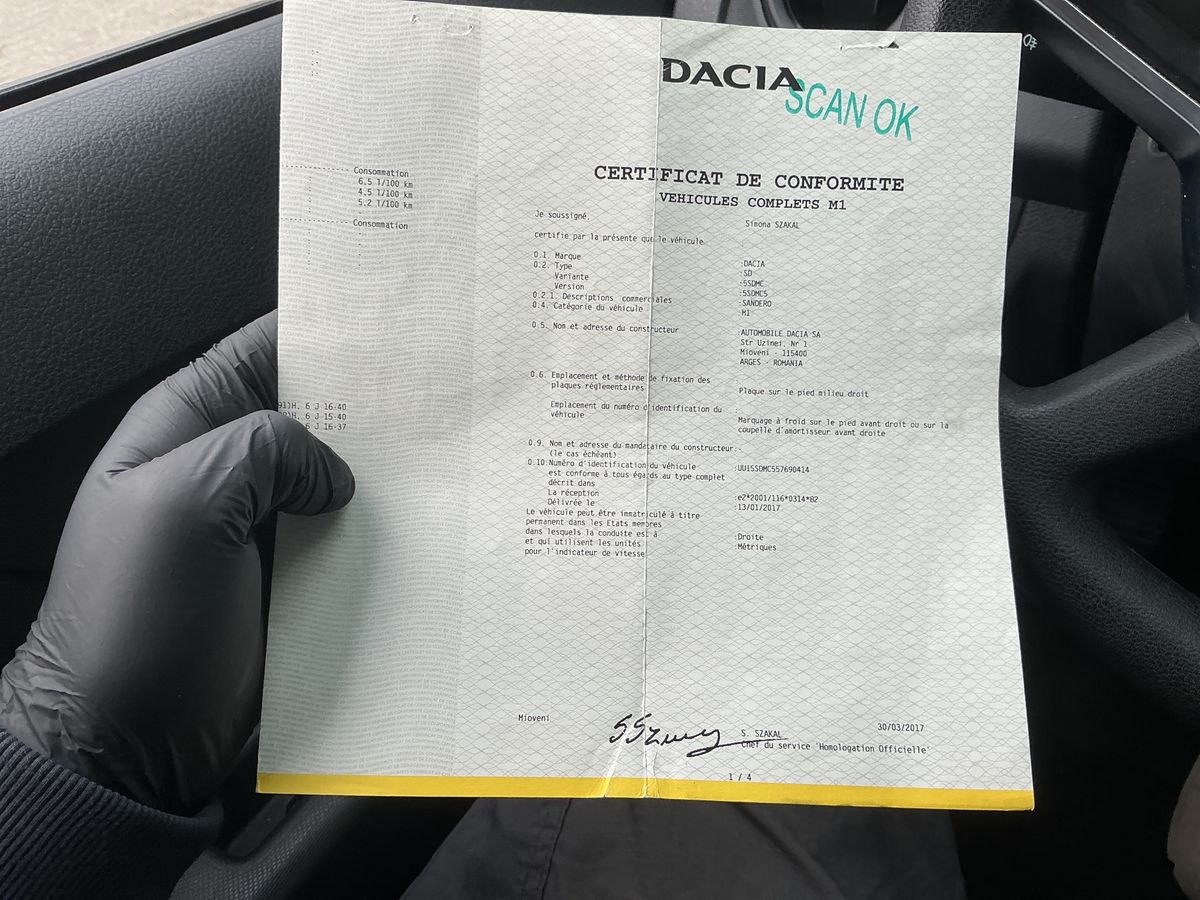 DACIA
SCAN OK
CERTIFICAT DE CONFORMITE
VEHICULES COMPLETS M1
Je soussigné, Simona SZAKAL
certifie par la présente que le véhicule
0.1. Marque :DACIA
0.2. Type :SD
Variante :5SDMC
Version :5SDMC5
0.2.1. Descriptions commerciales :SANDERO
0.4. Catégorie du véhicule :M1
0.5. Nom et adresse du constructeur :AUTOMOBILE DACIA SA
Str Uzinei, Nr 1
Mioveni - 115400
ARGES - ROMANIA
0.6. Emplacement et méthode de fixation des
plaques réglementaires Plaque sur le pied milieu droit
Emplacement du numéro d'identification du :
véhicule Marquage à froid sur le pied avant droit ou sur la
coupelle d'amortisseur avant droite
0.9. Nom et adresse du mandataire du constructeur:-
(le cas échéant)
0.10.Numéro d'identification du véhicule :UU15SDMC557690414
est conforme à tous égards au type complet
décrit dans
La réception :e2*2001/116*0314*82
Délivrée le :13/01/2017
Le véhicule peut être immatriculé à titre
permanent dans les Etats membres
dans lesquels la conduite est à :Droite
et qui utilisent les unités :Métriques
pour l'indicateur de vitesse
Mioveni
SSzmy
S. SZAKAL
Chef du service 'Homologation Officielle'
30/03/2017
1 / 4
Consommation
6.5 l/100 km
4.5 l/100 km
5.2 l/100 km
Consommation
H, 6 J 16-40
H, 6 J 15-40
6 J 16-37